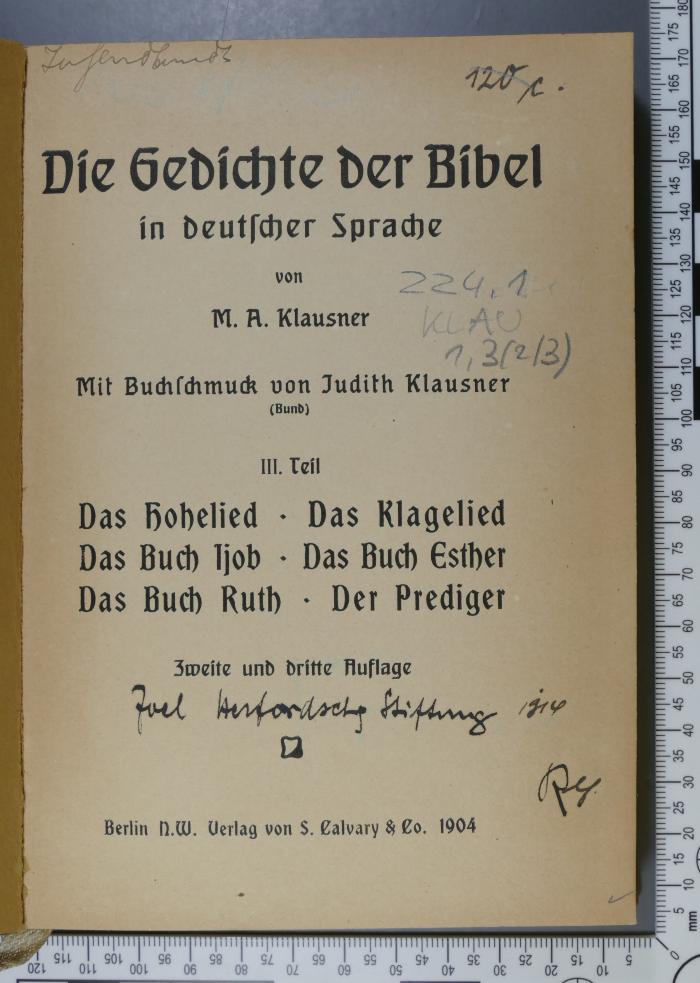 Jugendbund
120/c.
Die Gedichte der Bibel
in deutscher Sprache
von
M. A. Klausner
224.1
KLAU
1,3(2/3)
Mit Buchschmuck von Judith Klausner
(Bund)
III. Teil
Das Hohelied · Das Klagelied
Das Buch Ijob · Das Buch Esther
Das Buch Ruth · Der Prediger
Zweite und dritte Auflage
Joel Herfordsche Stiftung 1914
Berlin N.W. Verlag von S. Calvary & Co. 1904